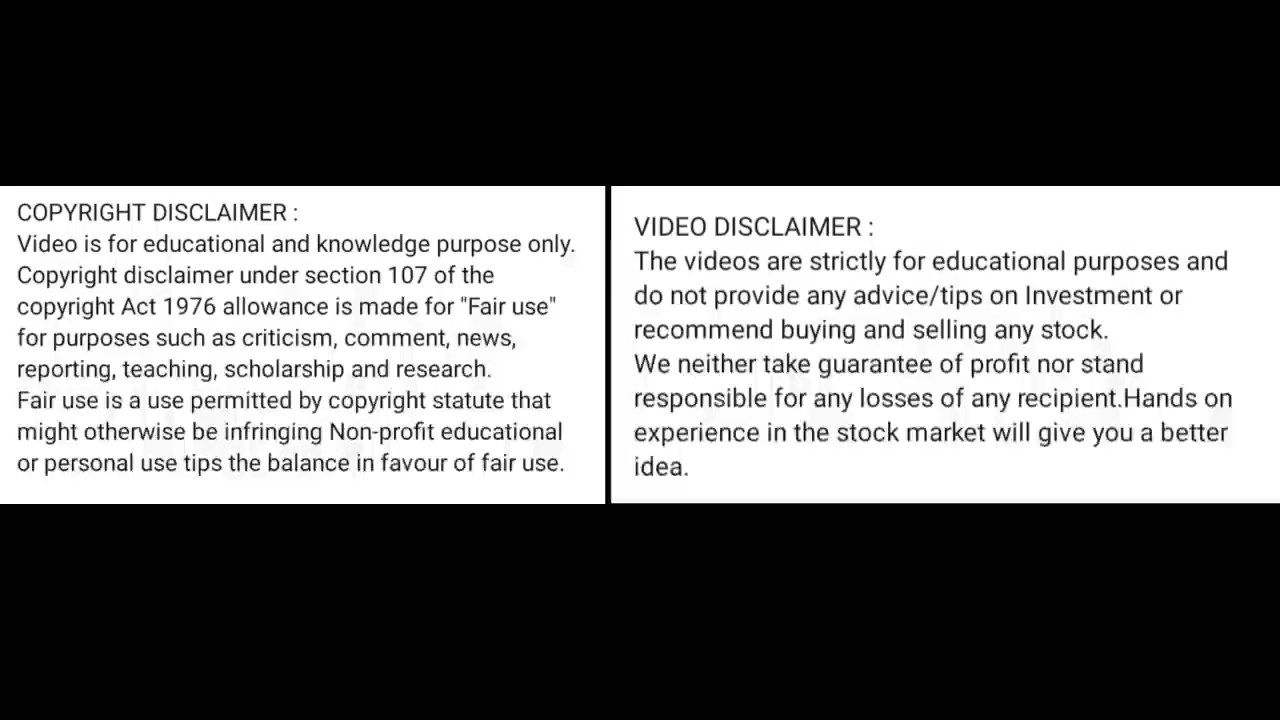 COPYRIGHT DISCLAIMER :
Video is for educational and knowledge purpose only.
Copyright disclaimer under section 107 of the
copyright Act 1976 allowance is made for "Fair use"
for purposes such as criticism, comment, news,
reporting, teaching, scholarship and research.
Fair use is a use permitted by copyright statute that
might otherwise be infringing Non-profit educational
or personal use tips the balance in favour of fair use.
VIDEO DISCLAIMER :
The videos are strictly for educational purposes and
do not provide any advice/tips on Investment or
recommend buying and selling any stock.
We neither take guarantee of profit nor stand
responsible for any losses of any recipient.Hands on
experience in the stock market will give you a better
idea.